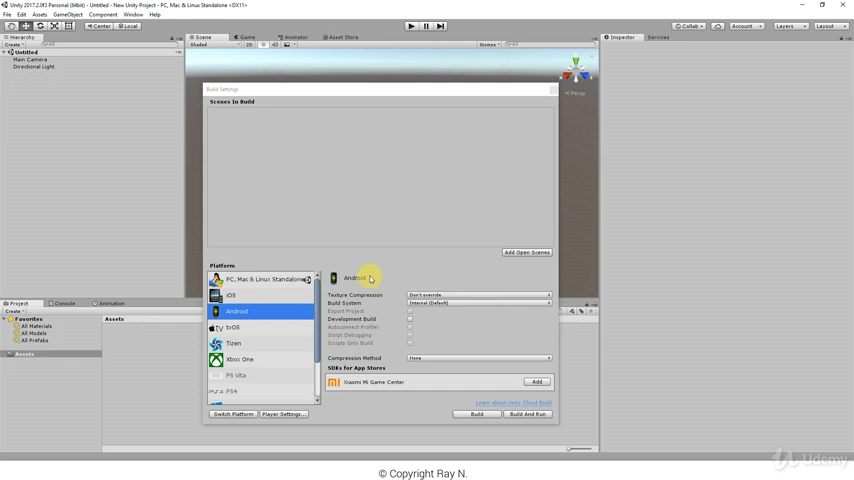 Unity 2017.2.0f3 Personal (64bit) - Untitled - New Unity Project - PC, Mac & Linux Standalone <DX11>
File Edit Assets GameObject Component Window Help
Center Local Collab Account Layers Layout
Hierarchy Scene Game Animator Asset Store Inspector Services
Create All Shaded 2D Gizmos All
Untitled
Main Camera
Directional Light
Persp
Build Settings
Scenes In Build
Add Open Scenes
Platform
PC, Mac & Linux Standalone
iOS
Android
tvOS
Tizen
Xbox One
PS Vita
PS4
Android
Texture Compression Don't override
Build System Internal (Default)
Export Project
Development Build
Autoconnect Profiler
Script Debugging
Scripts Only Build
Compression Method None
SDKs for App Stores
MI Xiaomi Mi Game Center Add
Learn about Unity Cloud Build
Switch Platform Player Settings... Build Build And Run
Project Console Animation
Create
Favorites
All Materials
All Models
All Prefabs
Assets
Assets
Udemy
© Copyright Ray N.